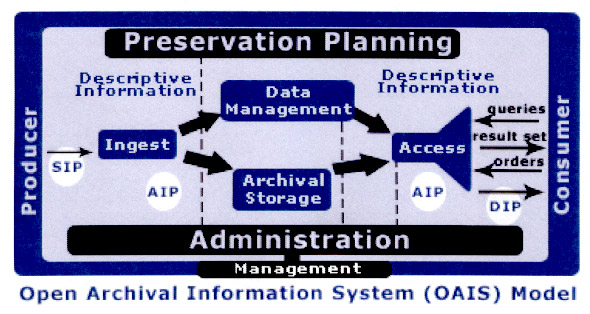 Preservation Planning
Descriptive
Information
Descriptive
Information
Data
Management
Producer
Consumer
queries
result set
orders
Ingest
Access
SIP
AIP
Archival
Storage
AIP
DIP
Administration
Management
Open Archival Information System (OAIS) Model